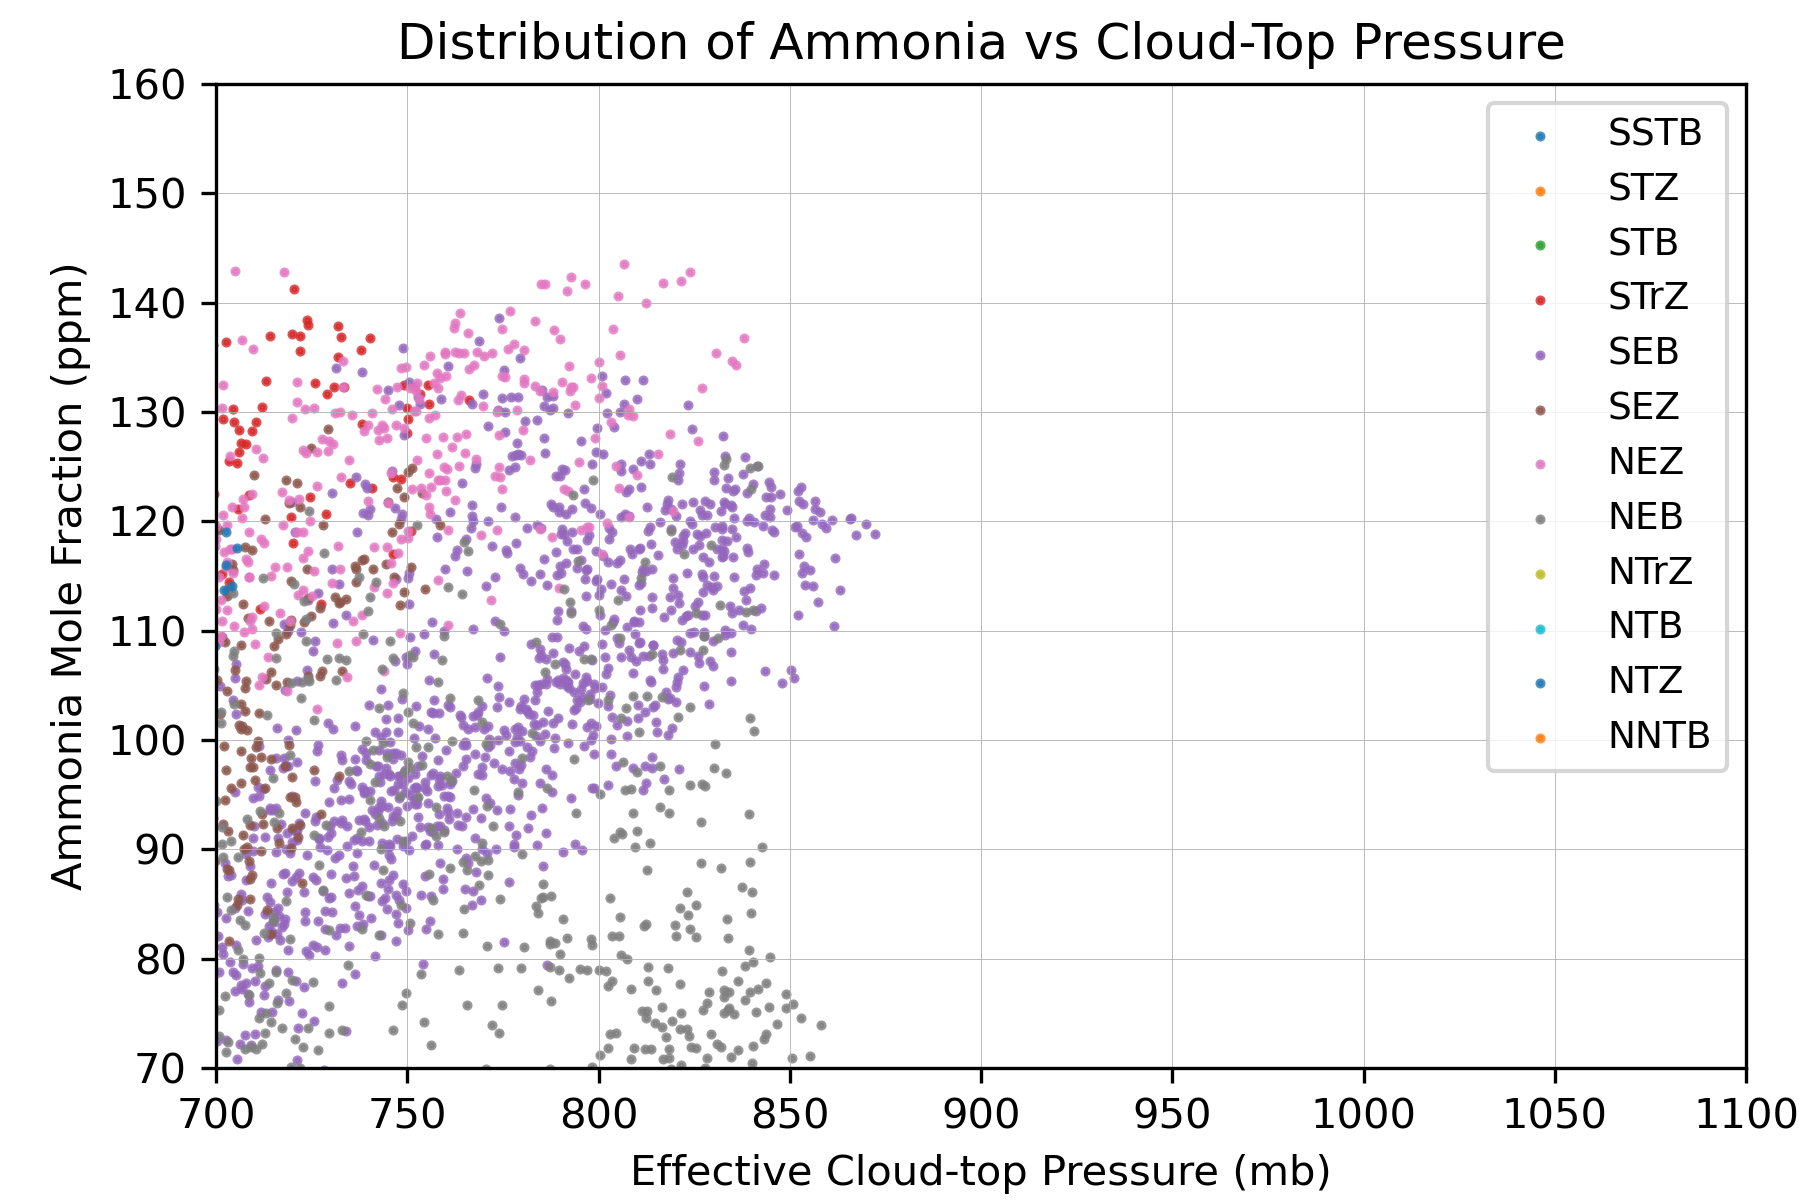 Distribution of Ammonia vs Cloud-Top Pressure
160
150
140
130
120
110
100
90
80
70
Ammonia Mole Fraction (ppm)
SSTB
STZ
STB
STrZ
SEB
SEZ
NEZ
NEB
NTrZ
NTB
NTZ
NNTB
700 750 800 850 900 950 1000 1050 1100
Effective Cloud-top Pressure (mb)